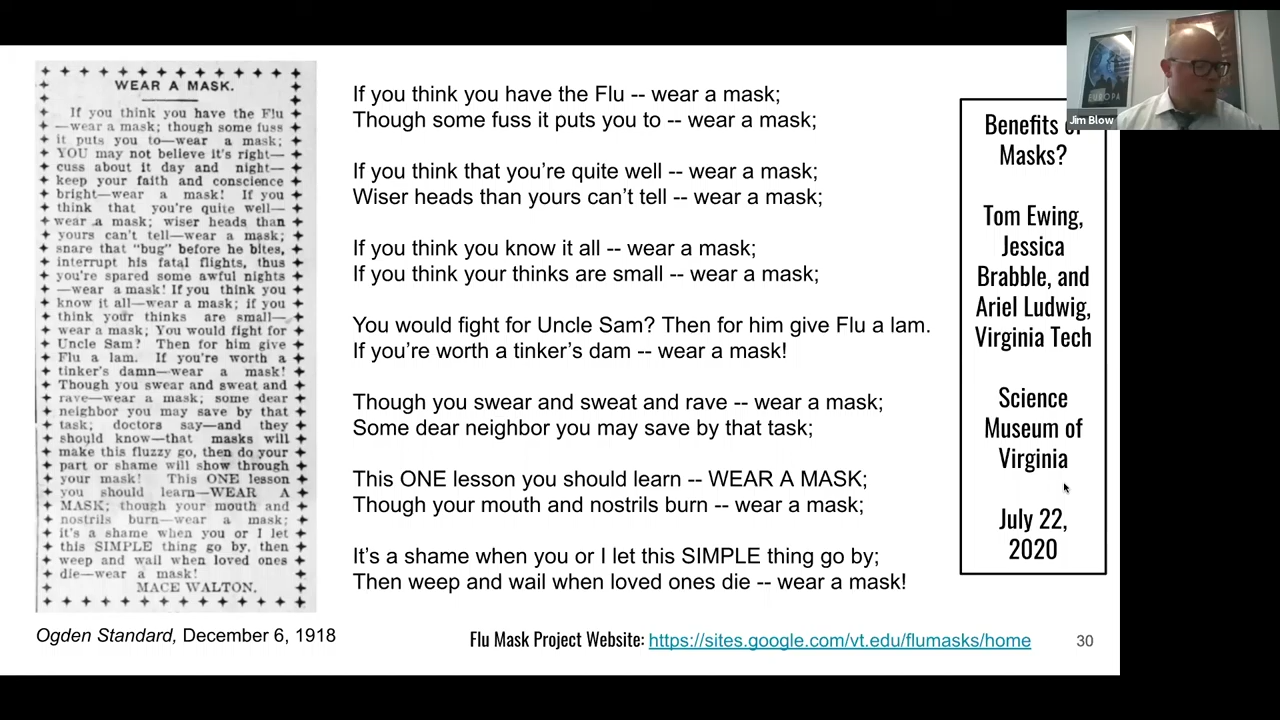 WEAR A MASK.
If you think you have the Flu
—wear a mask; though some fuss
it puts you to—wear a mask;
YOU may not believe it's right—
cuss about it day and night—
keep your faith and conscience
bright—wear a mask! If you
think that you're quite well—
wear a mask; wiser heads than
yours can't tell—wear a mask;
snare that "bug" before he bites,
interrupt his fatal flights, thus
you're spared some awful nights
—wear a mask! If you think you
know it all—wear a mask; if you
think your thinks are small—
wear a mask; You would fight for
Uncle Sam? Then for him give
Flu a lam. If you're worth a
tinker's damn—wear a mask!
Though you swear and sweat and
rave—wear a mask; some dear
neighbor you may save by that
task; doctors say—and they
should know—that masks will
make this fluzzy go, then do your
part or shame will show through
your mask! This ONE lesson
you should learn—WEAR A
MASK; though your mouth and
nostrils burn—wear a mask;
it's a shame when you or I let
this SIMPLE thing go by, then
weep and wail when loved ones
die—wear a mask!
MACE WALTON.
Ogden Standard, December 6, 1918
If you think you have the Flu -- wear a mask;
Though some fuss it puts you to -- wear a mask;
If you think that you're quite well -- wear a mask;
Wiser heads than yours can't tell -- wear a mask;
If you think you know it all -- wear a mask;
If you think your thinks are small -- wear a mask;
You would fight for Uncle Sam? Then for him give Flu a lam.
If you're worth a tinker's dam -- wear a mask!
Though you swear and sweat and rave -- wear a mask;
Some dear neighbor you may save by that task;
This ONE lesson you should learn -- WEAR A MASK;
Though your mouth and nostrils burn -- wear a mask;
It's a shame when you or I let this SIMPLE thing go by;
Then weep and wail when loved ones die -- wear a mask!
Flu Mask Project Website: https://sites.google.com/vt.edu/flumasks/home
30
Benefits of
Masks?
Tom Ewing,
Jessica
Brabble, and
Ariel Ludwig,
Virginia Tech
Science
Museum of
Virginia
July 22,
2020
EUROPA
Jim Blow